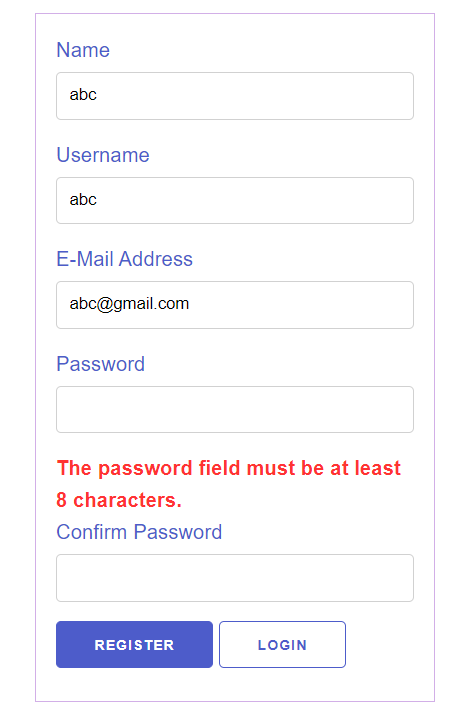 Name
abc
Username
abc
E-Mail Address
abc@gmail.com
Password
The password field must be at least
8 characters.
Confirm Password
REGISTER LOGIN